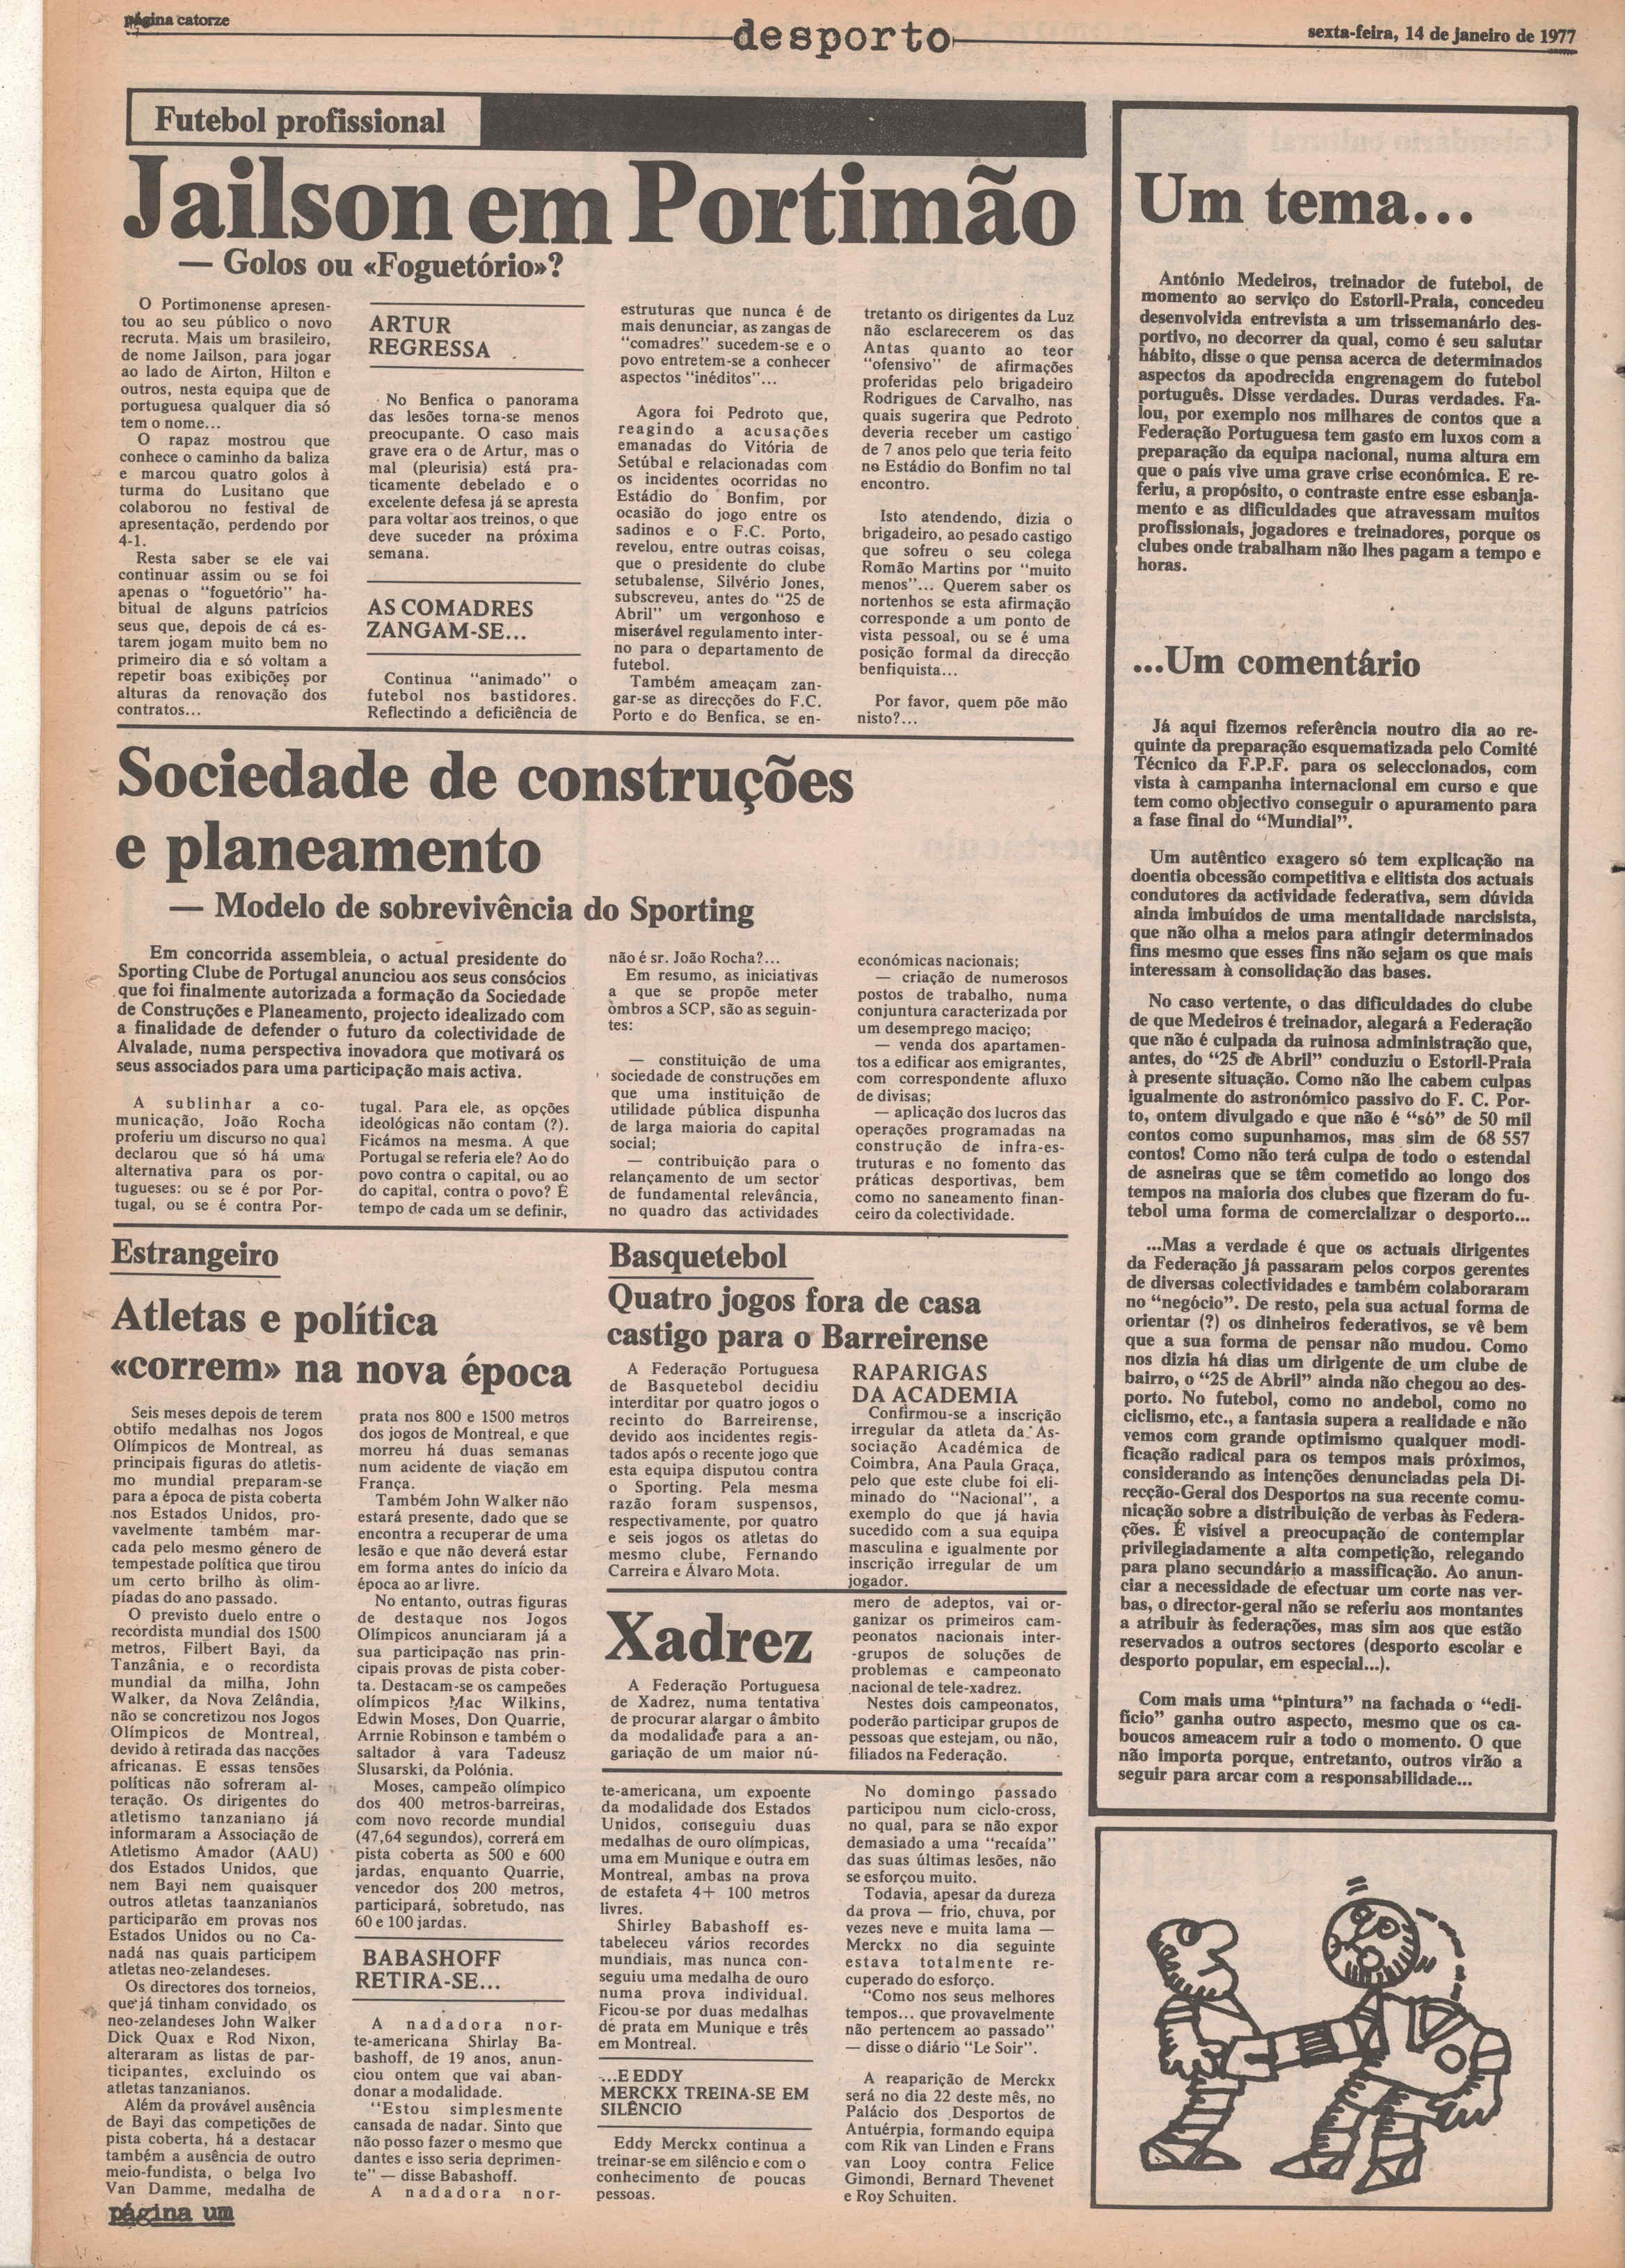 página catorze
desporto
sexta-feira, 14 de janeiro de 1977
Futebol profissional
Jailson em Portimão
— Golos ou «Foguetório»?
O Portimonense apresen-
tou ao seu público o novo
recruta. Mais um brasileiro,
de nome Jailson, para jogar
ao lado de Airton, Hilton e
outros, nesta equipa que de
portuguesa qualquer dia só
tem o nome...
O rapaz mostrou que
conhece o caminho da baliza
e marcou quatro golos à
turma do Lusitano que
colaborou no festival de
apresentação, perdendo por
4-1.
Resta saber se ele vai
continuar assim ou se foi
apenas o "foguetório" ha-
bitual de alguns patrícios
seus que, depois de cá es-
tarem jogam muito bem no
primeiro dia e só voltam a
repetir boas exibições por
alturas da renovação dos
contratos...
ARTUR
REGRESSA
No Benfica o panorama
das lesões torna-se menos
preocupante. O caso mais
grave era o de Artur, mas o
mal (pleurisia) está pra-
ticamente debelado e o
excelente defesa já se apresta
para voltar aos treinos, o que
deve suceder na próxima
semana.
AS COMADRES
ZANGAM-SE...
Continua "animado" o
futebol nos bastidores.
Reflectindo a deficiência de
estruturas que nunca é de
mais denunciar, as zangas de
"comadres" sucedem-se e o
povo entretem-se a conhecer
aspectos "inéditos"...
Agora foi Pedroto que,
reagindo a acusações
emanadas do Vitória de
Setúbal e relacionadas com
os incidentes ocorridas no
Estádio do Bonfim, por
ocasião do jogo entre os
sadinos e o F.C. Porto,
revelou, entre outras coisas,
que o presidente do clube
setubalense, Silvério Jones,
subscreveu, antes do "25 de
Abril" um vergonhoso e
miserável regulamento inter-
no para o departamento de
futebol.
Também ameaçam zan-
gar-se as direcções do F.C.
Porto e do Benfica, se en-
tretanto os dirigentes da Luz
não esclarecerem os das
Antas quanto ao teor
"ofensivo" de afirmações
proferidas pelo brigadeiro
Rodrigues de Carvalho, nas
quais sugerira que Pedroto
deveria receber um castigo
de 7 anos pelo que teria feito
no Estádio do Bonfim no tal
encontro.
Isto atendendo, dizia o
brigadeiro, ao pesado castigo
que sofreu o seu colega
Romão Martins por "muito
menos"... Querem saber os
nortenhos se esta afirmação
corresponde a um ponto de
vista pessoal, ou se é uma
posição formal da direcção
benfiquista...
Por favor, quem põe mão
nisto?...
Sociedade de construções
e planeamento
— Modelo de sobrevivência do Sporting
Em concorrida assembleia, o actual presidente do
Sporting Clube de Portugal anunciou aos seus consócios
que foi finalmente autorizada a formação da Sociedade
de Construções e Planeamento, projecto idealizado com
a finalidade de defender o futuro da colectividade de
Alvalade, numa perspectiva inovadora que motivará os
seus associados para uma participação mais activa.
A sublinhar a co-
municação, João Rocha
proferiu um discurso no qual
declarou que só há uma
alternativa para os por-
tugueses: ou se é por Por-
tugal, ou se é contra Por-
tugal. Para ele, as opções
ideológicas não contam (?).
Ficámos na mesma. A que
Portugal se referia ele? Ao do
povo contra o capital, ou ao
do capital, contra o povo? É
tempo de cada um se definir,
não é sr. João Rocha?...
Em resumo, as iniciativas
a que se propõe meter
ombros a SCP, são as seguin-
tes:
— constituição de uma
sociedade de construções em
que uma instituição de
utilidade pública dispunha
de larga maioria do capital
social;
— contribuição para o
relançamento de um sector
de fundamental relevância,
no quadro das actividades
económicas nacionais;
— criação de numerosos
postos de trabalho, numa
conjuntura caracterizada por
um desemprego maciço;
— venda dos apartamen-
tos a edificar aos emigrantes,
com correspondente afluxo
de divisas;
— aplicação dos lucros das
operações programadas na
construção de infra-es-
truturas e no fomento das
práticas desportivas, bem
como no saneamento finan-
ceiro da colectividade.
Estrangeiro
Atletas e política
«correm» na nova época
Seis meses depois de terem
obtifo medalhas nos Jogos
Olímpicos de Montreal, as
principais figuras do atletis-
mo mundial preparam-se
para a época de pista coberta
nos Estados Unidos, pro-
vavelmente também mar-
cada pelo mesmo género de
tempestade política que tirou
um certo brilho às olim-
píadas do ano passado.
O previsto duelo entre o
recordista mundial dos 1500
metros, Filbert Bayi, da
Tanzânia, e o recordista
mundial da milha, John
Walker, da Nova Zelândia,
não se concretizou nos Jogos
Olímpicos de Montreal,
devido à retirada das nacções
africanas. E essas tensões
políticas não sofreram al-
teração. Os dirigentes do
atletismo tanzaniano já
informaram a Associação de
Atletismo Amador (AAU)
dos Estados Unidos, que
nem Bayi nem quaisquer
outros atletas taanzanianos
participarão em provas nos
Estados Unidos ou no Ca-
nadá nas quais participem
atletas neo-zelandeses.
Os directores dos torneios,
que já tinham convidado os
neo-zelandeses John Walker
Dick Quax e Rod Nixon,
alteraram as listas de par-
ticipantes, excluindo os
atletas tanzanianos.
Além da provável ausência
de Bayi das competições de
pista coberta, há a destacar
também a ausência de outro
meio-fundista, o belga Ivo
Van Damme, medalha de
prata nos 800 e 1500 metros
dos jogos de Montreal, e que
morreu há duas semanas
num acidente de viação em
França.
Também John Walker não
estará presente, dado que se
encontra a recuperar de uma
lesão e que não deverá estar
em forma antes do início da
época ao ar livre.
No entanto, outras figuras
de destaque nos Jogos
Olímpicos anunciaram já a
sua participação nas prin-
cipais provas de pista cober-
ta. Destacam-se os campeões
olímpicos Mac Wilkins,
Edwin Moses, Don Quarrie,
Arrnie Robinson e também o
saltador à vara Tadeusz
Slusarski, da Polónia.
Moses, campeão olímpico
dos 400 metros-barreiras,
com novo recorde mundial
(47,64 segundos), correrá em
pista coberta as 500 e 600
jardas, enquanto Quarrie,
vencedor dos 200 metros,
participará, sobretudo, nas
60 e 100 jardas.
BABASHOFF
RETIRA-SE...
A nadadora nor-
te-americana Shirlay Ba-
bashoff, de 19 anos, anun-
ciou ontem que vai aban-
donar a modalidade.
"Estou simplesmente
cansada de nadar. Sinto que
não posso fazer o mesmo que
dantes e isso seria deprimen-
te" — disse Babashoff.
A nadadora nor-
Basquetebol
Quatro jogos fora de casa
castigo para o Barreirense
A Federação Portuguesa
de Basquetebol decidiu
interditar por quatro jogos o
recinto do Barreirense,
devido aos incidentes regis-
tados após o recente jogo que
esta equipa disputou contra
o Sporting. Pela mesma
razão foram suspensos,
respectivamente, por quatro
e seis jogos os atletas do
mesmo clube, Fernando
Carreira e Álvaro Mota.
RAPARIGAS
DA ACADEMIA
Confirmou-se a inscrição
irregular da atleta da As-
sociação Académica de
Coimbra, Ana Paula Graça,
pelo que este clube foi eli-
minado do "Nacional", a
exemplo do que já havia
sucedido com a sua equipa
masculina e igualmente por
inscrição irregular de um
jogador.
Xadrez
A Federação Portuguesa
de Xadrez, numa tentativa
de procurar alargar o âmbito
da modalidade para a an-
gariação de um maior nú-
mero de adeptos, vai or-
ganizar os primeiros cam-
peonatos nacionais inter-
-grupos de soluções de
problemas e campeonato
nacional de tele-xadrez.
Nestes dois campeonatos,
poderão participar grupos de
pessoas que estejam, ou não,
filiados na Federação.
te-americana, um expoente
da modalidade dos Estados
Unidos, conseguiu duas
medalhas de ouro olímpicas,
uma em Munique e outra em
Montreal, ambas na prova
de estafeta 4+ 100 metros
livres.
Shirley Babashoff es-
tabeleceu vários recordes
mundiais, mas nunca con-
seguiu uma medalha de ouro
numa prova individual.
Ficou-se por duas medalhas
de prata em Munique e três
em Montreal.
...E EDDY
MERCKX TREINA-SE EM
SILÊNCIO
Eddy Merckx continua a
treinar-se em silêncio e com o
conhecimento de poucas
pessoas.
No domingo passado
participou num ciclo-cross,
no qual, para se não expor
demasiado a uma "recaída"
das suas últimas lesões, não
se esforçou muito.
Todavia, apesar da dureza
da prova — frio, chuva, por
vezes neve e muita lama —
Merckx no dia seguinte
estava totalmente re-
cuperado do esforço.
"Como nos seus melhores
tempos... que provavelmente
não pertencem ao passado"
— disse o diário "Le Soir".
A reaparição de Merckx
será no dia 22 deste mês, no
Palácio dos Desportos de
Antuérpia, formando equipa
com Rik van Linden e Frans
van Looy contra Felice
Gimondi, Bernard Thevenet
e Roy Schuiten.
Um tema...
António Medeiros, treinador de futebol, de
momento ao serviço do Estoril-Praia, concedeu
desenvolvida entrevista a um trissemanário des-
portivo, no decorrer da qual, como é seu salutar
hábito, disse o que pensa acerca de determinados
aspectos da apodrecida engrenagem do futebol
português. Disse verdades. Duras verdades. Fa-
lou, por exemplo nos milhares de contos que a
Federação Portuguesa tem gasto em luxos com a
preparação da equipa nacional, numa altura em
que o país vive uma grave crise económica. E re-
feriu, a propósito, o contraste entre esse esbanja-
mento e as dificuldades que atravessam muitos
profissionais, jogadores e treinadores, porque os
clubes onde trabalham não lhes pagam a tempo e
horas.
...Um comentário
Já aqui fizemos referência noutro dia ao re-
quinte da preparação esquematizada pelo Comité
Técnico da F.P.F. para os seleccionados, com
vista à campanha internacional em curso e que
tem como objectivo conseguir o apuramento para
a fase final do "Mundial".
Um autêntico exagero só tem explicação na
doentia obcessão competitiva e elitista dos actuais
condutores da actividade federativa, sem dúvida
ainda imbuídos de uma mentalidade narcisista,
que não olha a meios para atingir determinados
fins mesmo que esses fins não sejam os que mais
interessam à consolidação das bases.
No caso vertente, o das dificuldades do clube
de que Medeiros é treinador, alegará a Federação
que não é culpada da ruinosa administração que,
antes, do "25 de Abril" conduziu o Estoril-Praia
à presente situação. Como não lhe cabem culpas
igualmente do astronómico passivo do F. C. Por-
to, ontem divulgado e que não é "só" de 50 mil
contos como supunhamos, mas sim de 68 557
contos! Como não terá culpa de todo o estendal
de asneiras que se têm cometido ao longo dos
tempos na maioria dos clubes que fizeram do fu-
tebol uma forma de comercializar o desporto...
...Mas a verdade é que os actuais dirigentes
da Federação já passaram pelos corpos gerentes
de diversas colectividades e também colaboraram
no "negócio". De resto, pela sua actual forma de
orientar (?) os dinheiros federativos, se vê bem
que a sua forma de pensar não mudou. Como
nos dizia há dias um dirigente de um clube de
bairro, o "25 de Abril" ainda não chegou ao des-
porto. No futebol, como no andebol, como no
ciclismo, etc., a fantasia supera a realidade e não
vemos com grande optimismo qualquer modi-
ficação radical para os tempos mais próximos,
considerando as intenções denunciadas pela Di-
recção-Geral dos Desportos na sua recente comu-
nicação sobre a distribuição de verbas às Federa-
ções. É visível a preocupação de contemplar
privilegiadamente a alta competição, relegando
para plano secundário a massificação. Ao anun-
ciar a necessidade de efectuar um corte nas ver-
bas, o director-geral não se referiu aos montantes
a atribuir às federações, mas sim aos que estão
reservados a outros sectores (desporto escolar e
desporto popular, em especial...).
Com mais uma "pintura" na fachada o "edi-
fício" ganha outro aspecto, mesmo que os ca-
boucos ameacem ruir a todo o momento. O que
não importa porque, entretanto, outros virão a
seguir para arcar com a responsabilidade...
página um